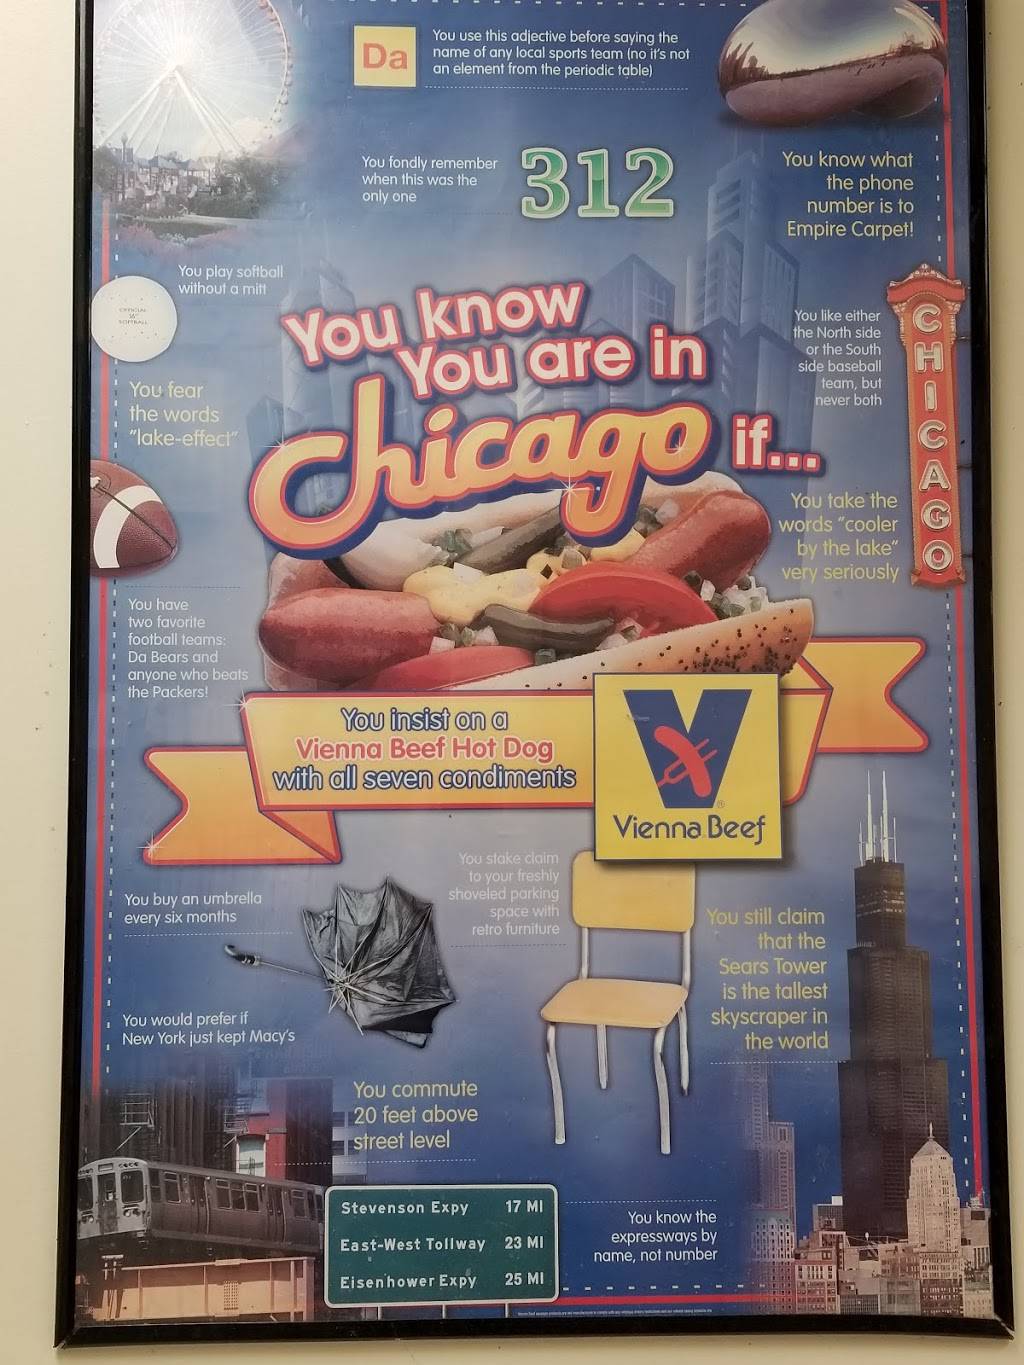 Da
You use this adjective before saying the
name of any local sports team (no it's not
an element from the periodic table)
You fondly remember
when this was the
only one
312
You know what
the phone
number is to
Empire Carpet!
You play softball
without a mitt
OFFICIAL
16"
SOFTBALL
You like either
the North side
or the South
side baseball
team, but
never both
CHICAGO
You know
You are in
Chicago if...
You fear
the words
"lake-effect"
You take the
words "cooler
by the lake"
very seriously
You have
two favorite
football teams:
Da Bears and
anyone who beats
the Packers!
You insist on a
Vienna Beef Hot Dog
with all seven condiments
V
®
Vienna Beef
You stake claim
to your freshly
shoveled parking
space with
retro furniture
You buy an umbrella
every six months
You still claim
that the
Sears Tower
is the tallest
skyscraper in
the world
You would prefer if
New York just kept Macy's
You commute
20 feet above
street level
Stevenson Expy 17 MI
East-West Tollway 23 MI
Eisenhower Expy 25 MI
You know the
expressways by
name, not number